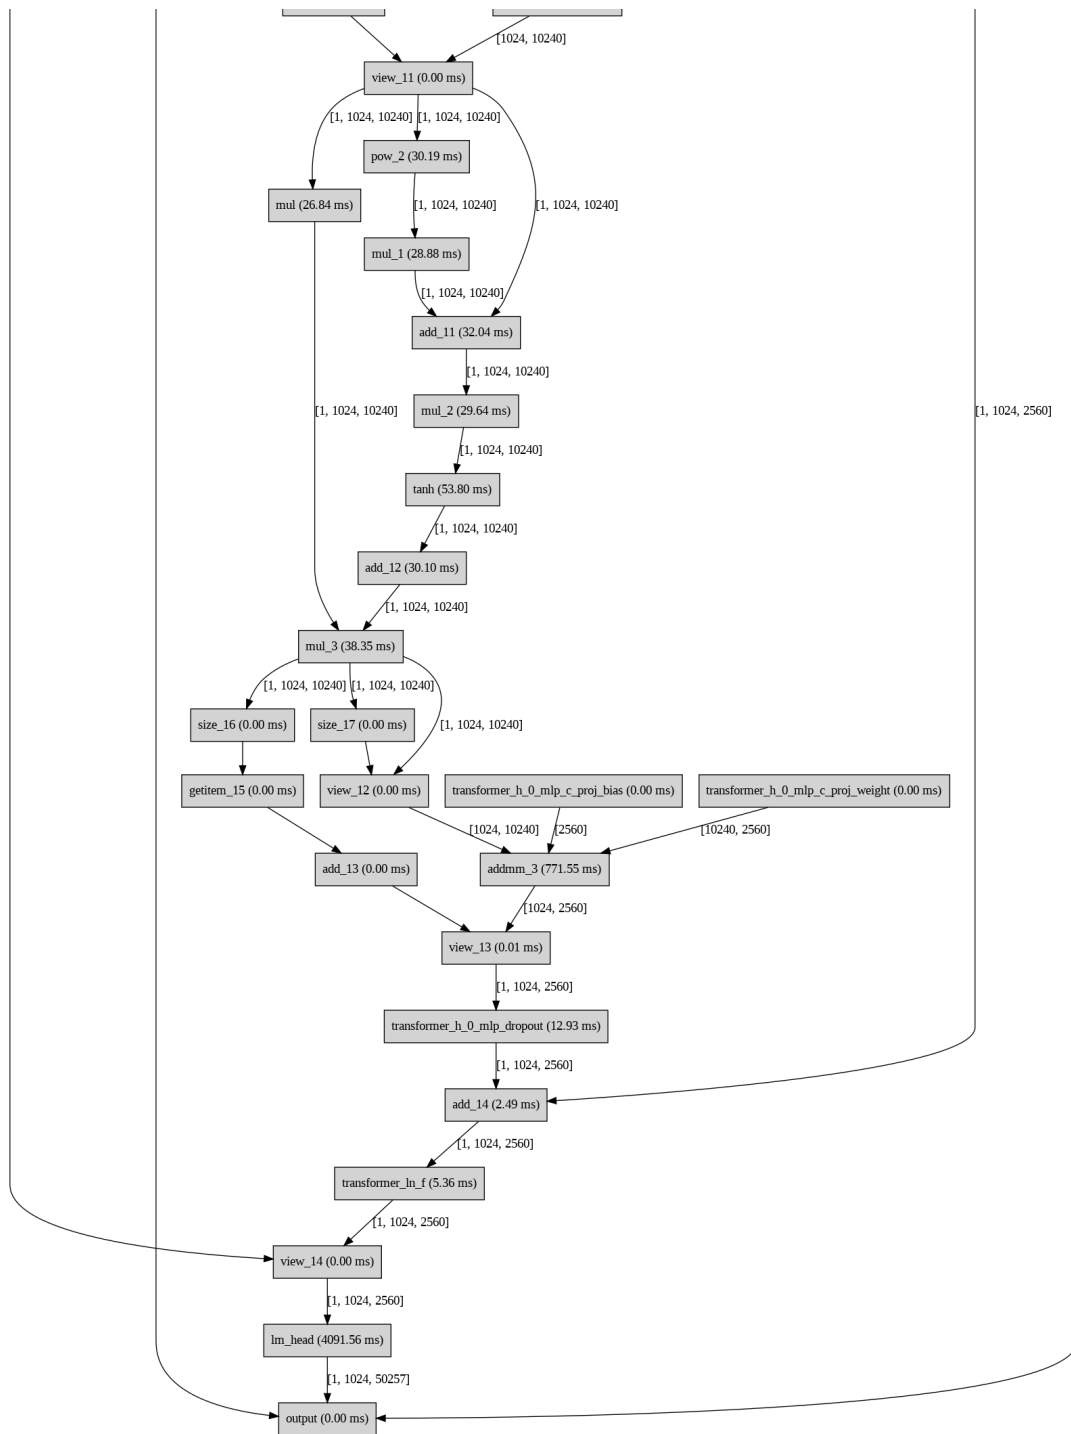 [1024, 10240]
view_11 (0.00 ms)
[1, 1024, 10240]
[1, 1024, 10240]
pow_2 (30.19 ms)
mul (26.84 ms)
[1, 1024, 10240]
[1, 1024, 10240]
mul_1 (28.88 ms)
[1, 1024, 10240]
add_11 (32.04 ms)
[1, 1024, 10240]
mul_2 (29.64 ms)
[1, 1024, 10240]
[1, 1024, 2560]
[1, 1024, 10240]
tanh (53.80 ms)
[1, 1024, 10240]
add_12 (30.10 ms)
[1, 1024, 10240]
mul_3 (38.35 ms)
[1, 1024, 10240]
[1, 1024, 10240]
size_16 (0.00 ms)
size_17 (0.00 ms)
[1, 1024, 10240]
getitem_15 (0.00 ms)
view_12 (0.00 ms)
transformer_h_0_mlp_c_proj_bias (0.00 ms)
transformer_h_0_mlp_c_proj_weight (0.00 ms)
[1024, 10240]
[2560]
[10240, 2560]
add_13 (0.00 ms)
addmm_3 (771.55 ms)
[1024, 2560]
view_13 (0.01 ms)
[1, 1024, 2560]
transformer_h_0_mlp_dropout (12.93 ms)
[1, 1024, 2560]
add_14 (2.49 ms)
[1, 1024, 2560]
transformer_ln_f (5.36 ms)
[1, 1024, 2560]
view_14 (0.00 ms)
[1, 1024, 2560]
lm_head (4091.56 ms)
[1, 1024, 50257]
output (0.00 ms)